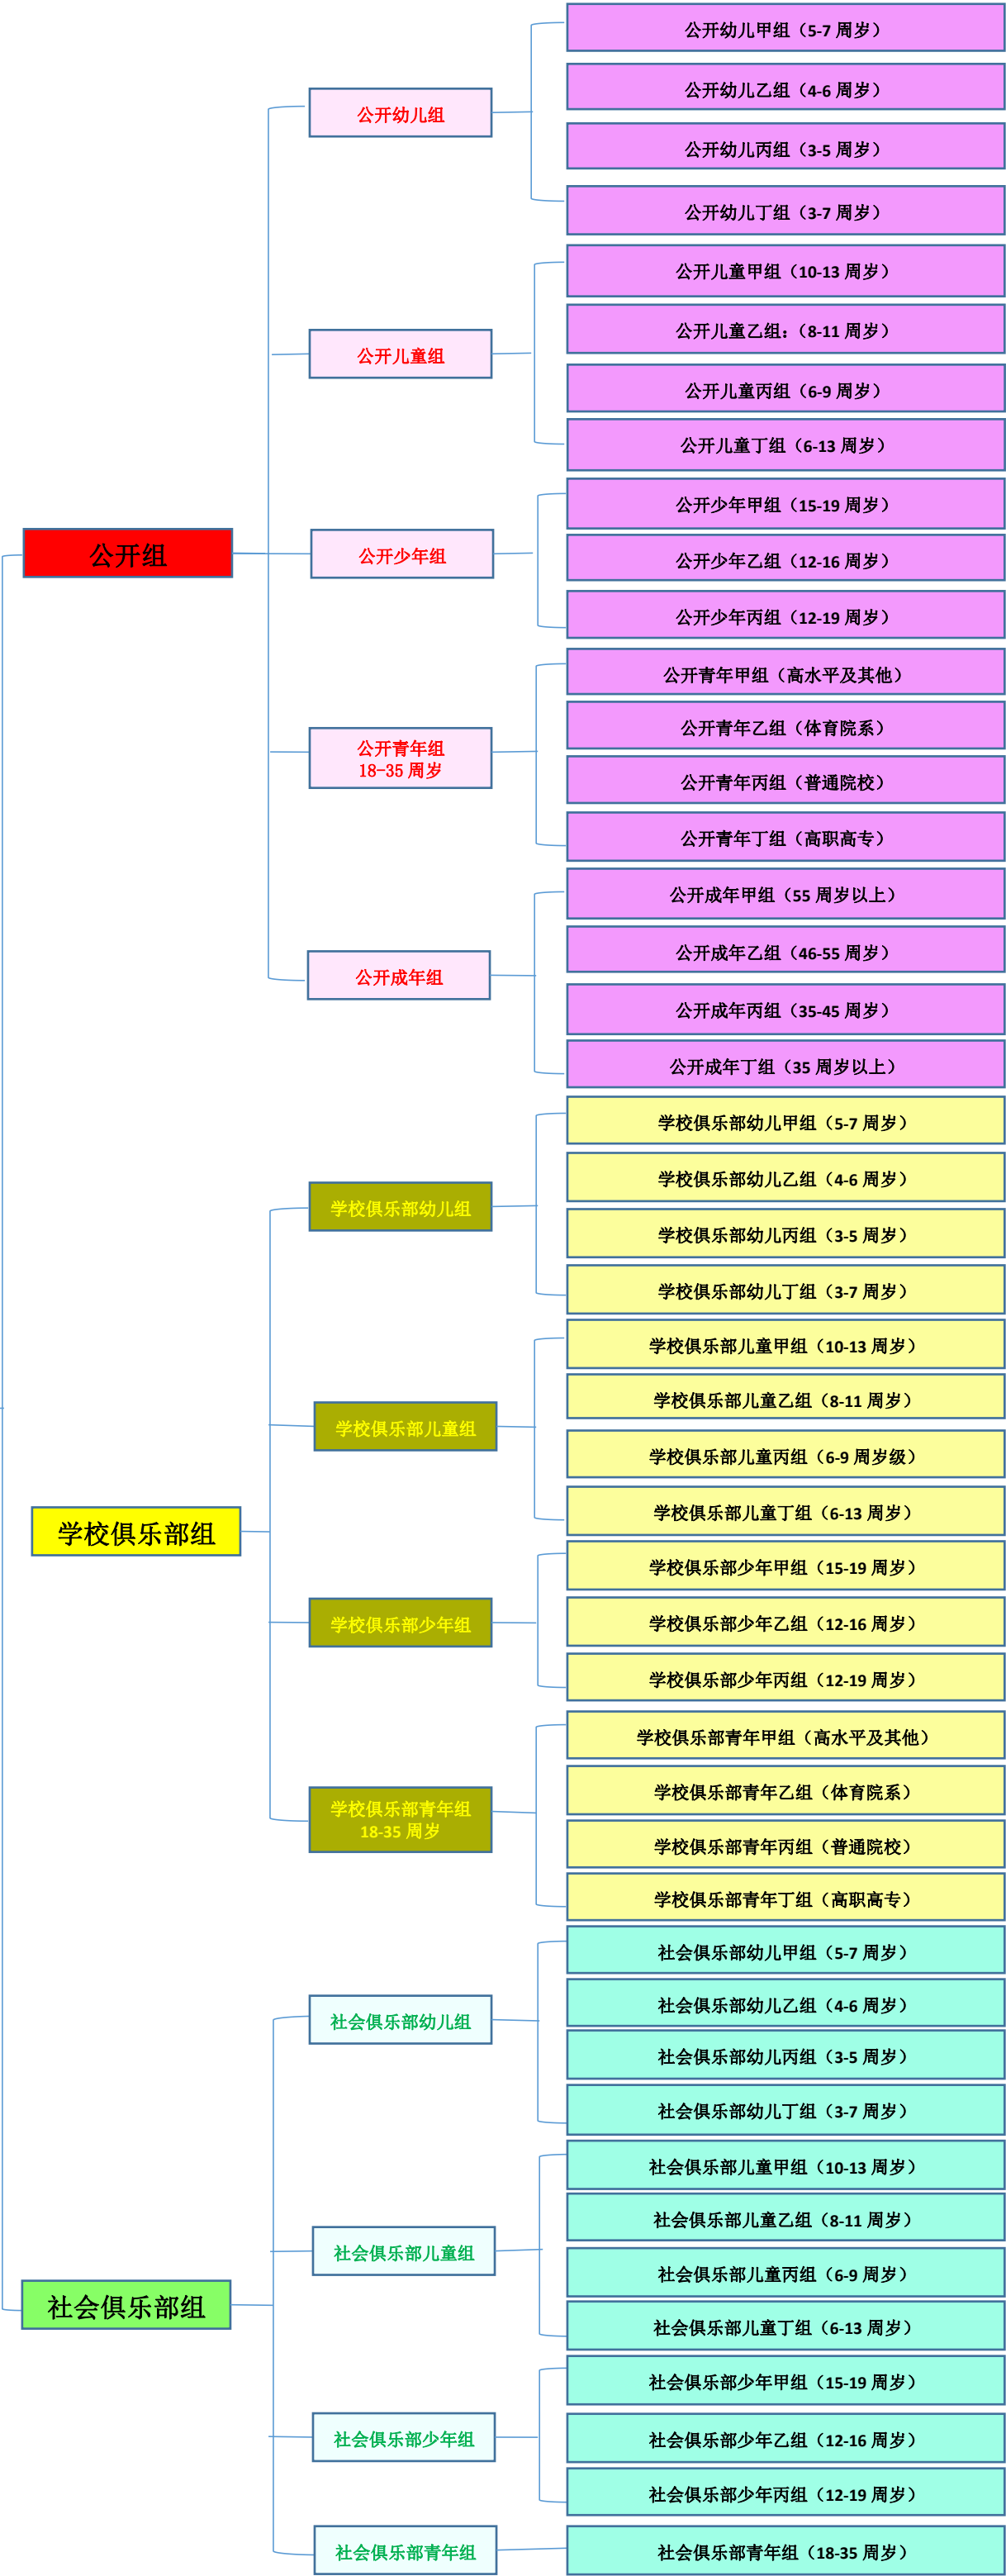 公开组
公开幼儿组
公开幼儿甲组（5-7 周岁）
公开幼儿乙组（4-6 周岁）
公开幼儿丙组（3-5 周岁）
公开幼儿丁组（3-7 周岁）
公开儿童组
公开儿童甲组（10-13 周岁）
公开儿童乙组：（8-11 周岁）
公开儿童丙组（6-9 周岁）
公开儿童丁组（6-13 周岁）
公开少年组
公开少年甲组（15-19 周岁）
公开少年乙组（12-16 周岁）
公开少年丙组（12-19 周岁）
公开青年组
18-35 周岁
公开青年甲组（高水平及其他）
公开青年乙组（体育院系）
公开青年丙组（普通院校）
公开青年丁组（高职高专）
公开成年组
公开成年甲组（55 周岁以上）
公开成年乙组（46-55 周岁）
公开成年丙组（35-45 周岁）
公开成年丁组（35 周岁以上）
学校俱乐部组
学校俱乐部幼儿组
学校俱乐部幼儿甲组（5-7 周岁）
学校俱乐部幼儿乙组（4-6 周岁）
学校俱乐部幼儿丙组（3-5 周岁）
学校俱乐部幼儿丁组（3-7 周岁）
学校俱乐部儿童组
学校俱乐部儿童甲组（10-13 周岁）
学校俱乐部儿童乙组（8-11 周岁）
学校俱乐部儿童丙组（6-9 周岁级）
学校俱乐部儿童丁组（6-13 周岁）
学校俱乐部少年组
学校俱乐部少年甲组（15-19 周岁）
学校俱乐部少年乙组（12-16 周岁）
学校俱乐部少年丙组（12-19 周岁）
学校俱乐部青年组
18-35 周岁
学校俱乐部青年甲组（高水平及其他）
学校俱乐部青年乙组（体育院系）
学校俱乐部青年丙组（普通院校）
学校俱乐部青年丁组（高职高专）
社会俱乐部组
社会俱乐部幼儿组
社会俱乐部幼儿甲组（5-7 周岁）
社会俱乐部幼儿乙组（4-6 周岁）
社会俱乐部幼儿丙组（3-5 周岁）
社会俱乐部幼儿丁组（3-7 周岁）
社会俱乐部儿童组
社会俱乐部儿童甲组（10-13 周岁）
社会俱乐部儿童乙组（8-11 周岁）
社会俱乐部儿童丙组（6-9 周岁）
社会俱乐部儿童丁组（6-13 周岁）
社会俱乐部少年组
社会俱乐部少年甲组（15-19 周岁）
社会俱乐部少年乙组（12-16 周岁）
社会俱乐部少年丙组（12-19 周岁）
社会俱乐部青年组
社会俱乐部青年组（18-35 周岁）